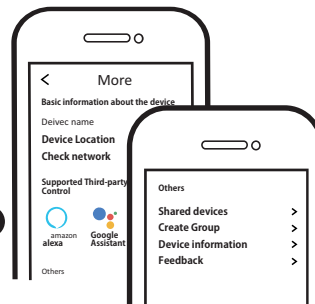 More
Basic information about the device
Deivec name
Device Location
Check network
Supported Third-party
Control
amazon
alexa
Google
Assistant
Others
Others
Shared devices
Create Group
Device information
Feedback